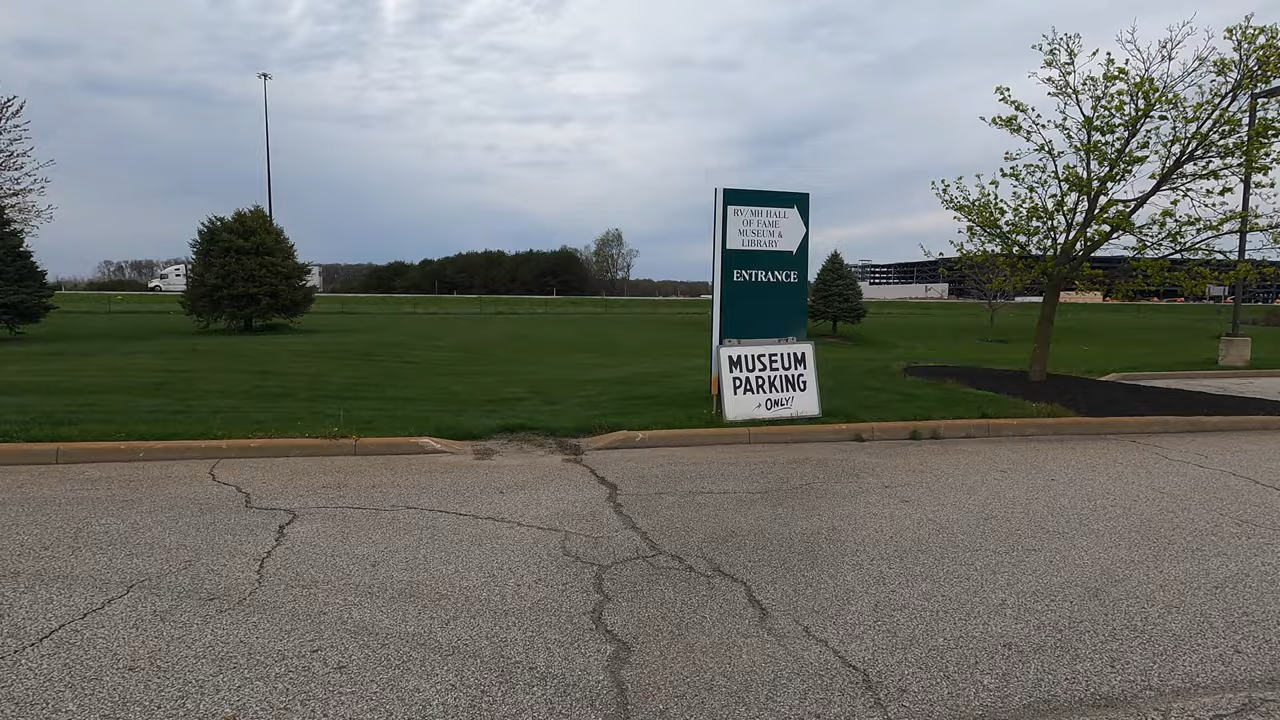 RV/MH HALL
OF FAME
MUSEUM &
LIBRARY
ENTRANCE
MUSEUM
PARKING
→ ONLY!